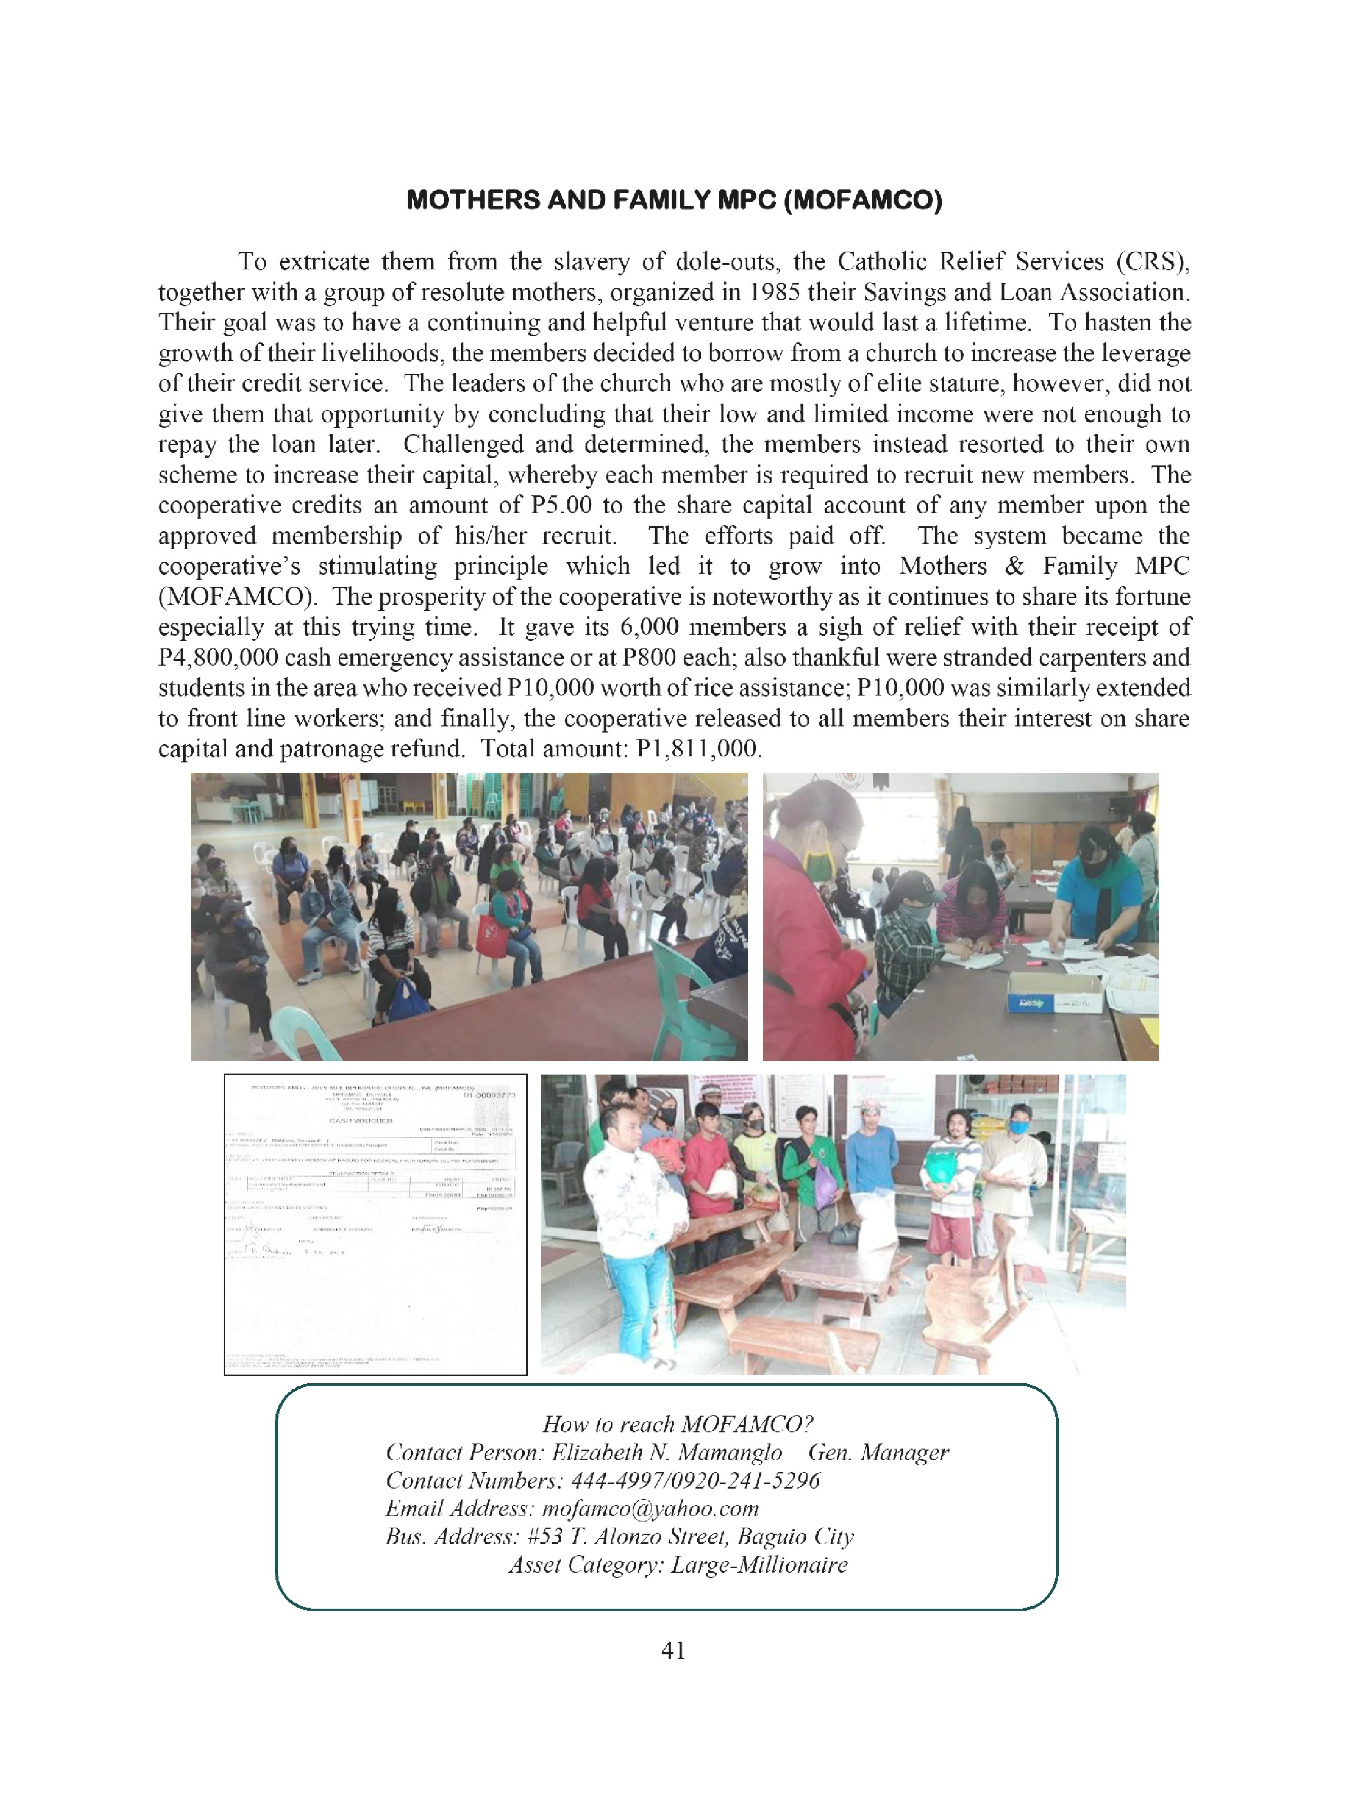 MOTHERS AND FAMILY MPC (MOFAMCO)
To extricate them from the slavery of dole-outs, the Catholic Relief Services (CRS),
together with a group of resolute mothers, organized in 1985 their Savings and Loan Association.
Their goal was to have a continuing and helpful venture that would last a lifetime. To hasten the
growth of their livelihoods, the members decided to borrow from a church to increase the leverage
of their credit service. The leaders of the church who are mostly of elite stature, however, did not
give them that opportunity by concluding that their low and limited income were not enough to
repay the loan later. Challenged and determined, the members instead resorted to their own
scheme to increase their capital, whereby each member is required to recruit new members. The
cooperative credits an amount of P5.00 to the share capital account of any member upon the
approved membership of his/her recruit. The efforts paid off. The system became the
cooperative's stimulating principle which led it to grow into Mothers & Family MPC
(MOFAMCO). The prosperity of the cooperative is noteworthy as it continues to share its fortune
especially at this trying time. It gave its 6,000 members a sigh of relief with their receipt of
P4,800,000 cash emergency assistance or at P800 each; also thankful were stranded carpenters and
students in the area who received P10,000 worth of rice assistance; P10,000 was similarly extended
to front line workers; and finally, the cooperative released to all members their interest on share
capital and patronage refund. Total amount: P1,811,000.
CASH VOUCHER
How to reach MOFAMCO?
Contact Person: Elizabeth N. Mamanglo Gen. Manager
Contact Numbers: 444-4997/0920-241-5296
Email Address: mofamco@yahoo.com
Bus. Address: #53 T. Alonzo Street, Baguio City
Asset Category: Large-Millionaire
41